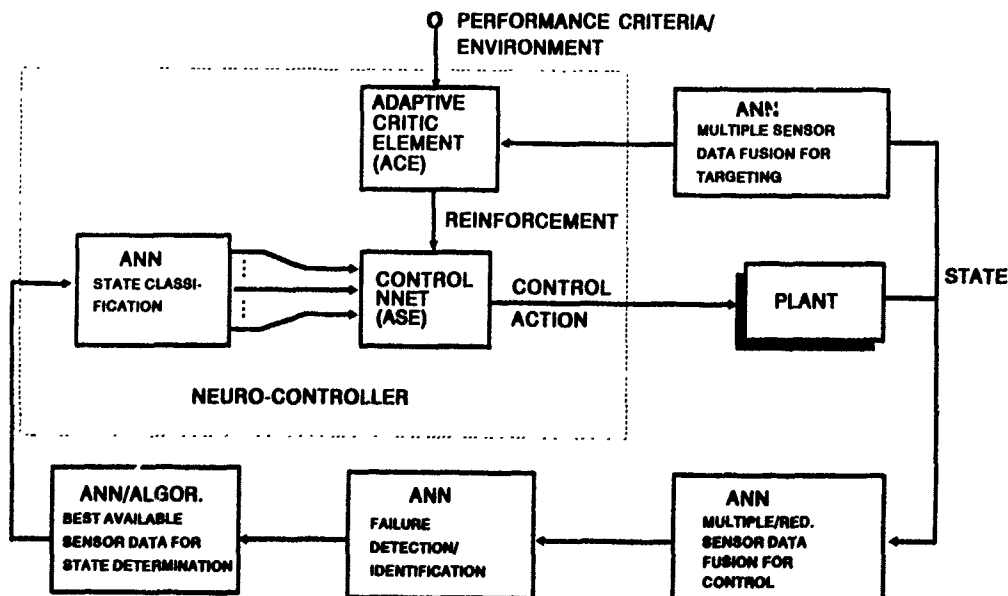 PERFORMANCE CRITERIA/
ENVIRONMENT
ADAPTIVE
CRITIC
ELEMENT
(ACE)
ANN
MULTIPLE SENSOR
DATA FUSION FOR
TARGETING
REINFORCEMENT
ANN
STATE CLASSI-
FICATION
CONTROL
NNET
(ASE)
CONTROL
ACTION
PLANT
STATE
NEURO-CONTROLLER
ANN/ALGOR.
BEST AVAILABLE
SENSOR DATA FOR
STATE DETERMINATION
ANN
FAILURE
DETECTION/
IDENTIFICATION
ANN
MULTIPLE/RED.
SENSOR DATA
FUSION FOR
CONTROL